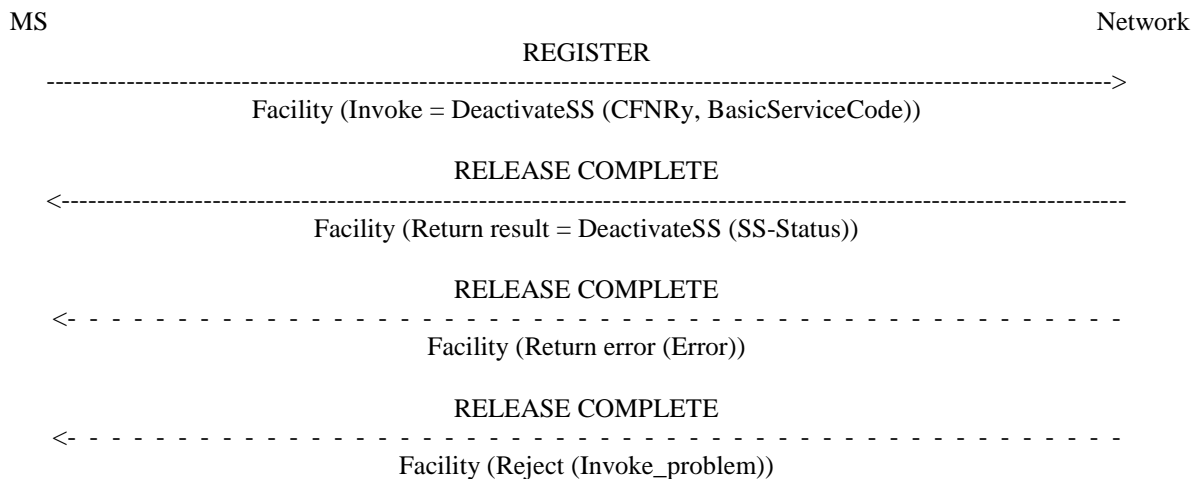 MS Network
REGISTER
------------------------------------------------------------------------------------------------------------------------>
Facility (Invoke = DeactivateSS (CFNRy, BasicServiceCode))
RELEASE COMPLETE
<------------------------------------------------------------------------------------------------------------------------
Facility (Return result = DeactivateSS (SS-Status))
RELEASE COMPLETE
<- - - - - - - - - - - - - - - - - - - - - - - - - - - - - - - - - - - - - - - - - - - - - - - -
Facility (Return error (Error))
RELEASE COMPLETE
<- - - - - - - - - - - - - - - - - - - - - - - - - - - - - - - - - - - - - - - - - - - - - - - -
Facility (Reject (Invoke_problem))